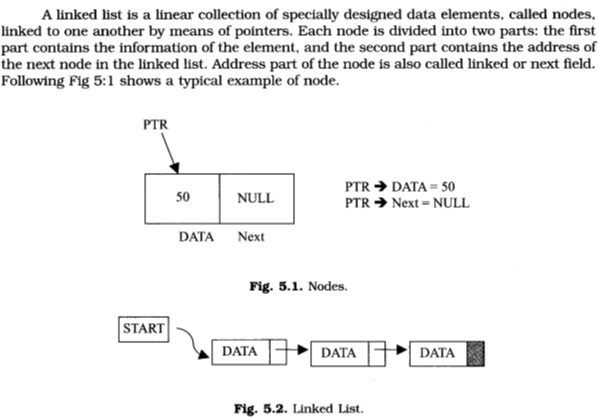 A linked list is a linear collection of specially designed data elements, called nodes,
linked to one another by means of pointers. Each node is divided into two parts: the first
part contains the information of the element, and the second part contains the address of
the next node in the linked list. Address part of the node is also called linked or next field.
Following Fig 5:1 shows a typical example of node.
PTR
50 NULL
DATA Next
PTR ➔ DATA = 50
PTR ➔ Next = NULL
Fig. 5.1. Nodes.
START
DATA DATA DATA
Fig. 5.2. Linked List.